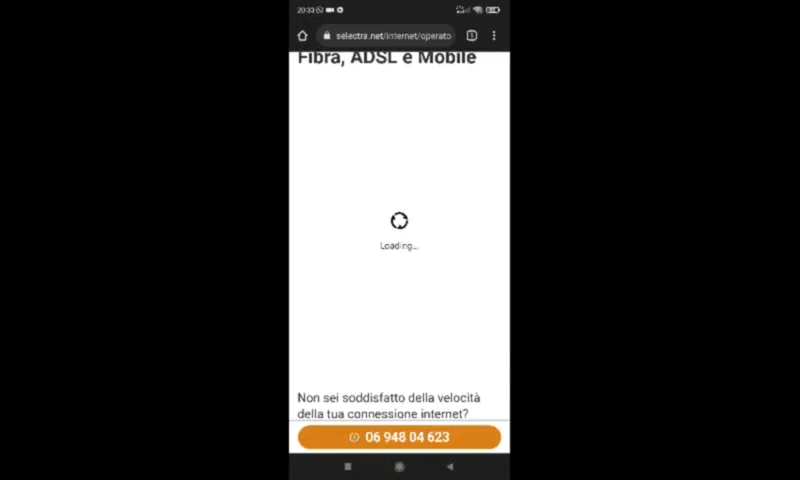 20:33
selectra.net/internet/operato
1
Fibra, ADSL e Mobile
Loading...
Non sei soddisfatto della velocità
della tua connessione internet?
06 948 04 623